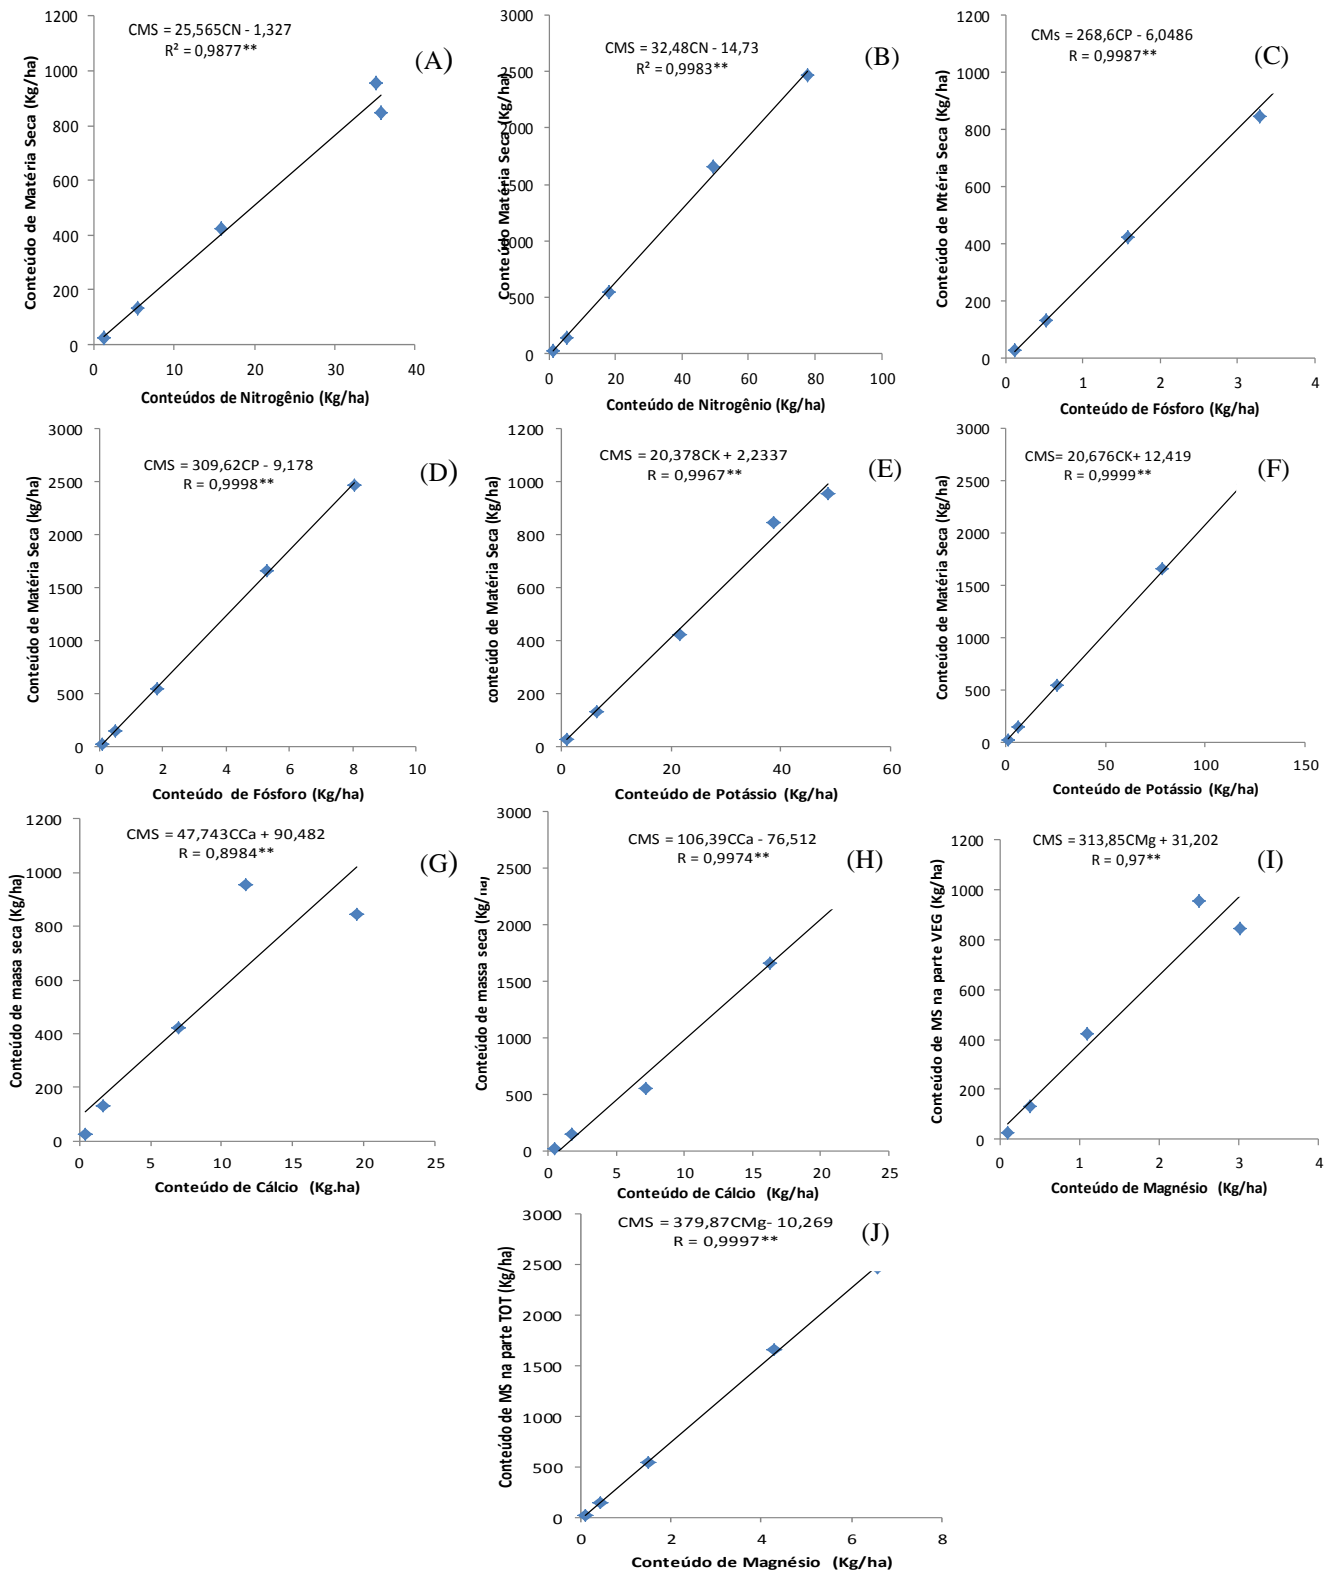 CMS = 25,565CN - 1,327
R² = 0,9877**
(A)
Conteúdo de Matéria Seca (Kg/ha)
1200
1000
800
600
400
200
0
0 10 20 30 40
Conteúdos de Nitrogênio (Kg/ha)
CMS = 32,48CN - 14,73
R² = 0,9983**
(B)
Conteúdo Matéria Seca (Kg/ha)
3000
2500
2000
1500
1000
500
0
0 20 40 60 80 100
Conteúdo de Nitrogênio (Kg/ha)
CMs = 268,6CP - 6,0486
R = 0,9987**
(C)
Conteúdo de Mtéria Seca (Kg/ha)
1200
1000
800
600
400
200
0
0 1 2 3 4
Conteúdo de Fósforo (Kg/ha)
CMS = 309,62CP - 9,178
R = 0,9998**
(D)
Conteúdo de Matéria Seca (kg/ha)
3000
2500
2000
1500
1000
500
0
0 2 4 6 8 10
Conteúdo de Fósforo (Kg/ha)
CMS = 20,378CK + 2,2337
R = 0,9967**
(E)
conteúdo de Matéria Seca (Kg/ha)
1200
1000
800
600
400
200
0
0 20 40 60
Conteúdo de Potássio (Kg/ha)
CMS= 20,676CK+ 12,419
R = 0,9999**
(F)
Conteúdo de Matéria Seca (Kg/ha)
3000
2500
2000
1500
1000
500
0
0 50 100 150
Conteúdo de Potássio (Kg/ha)
CMS = 47,743CCa + 90,482
R = 0,8984**
(G)
Conteúdo de maasa seca (Kg/ha)
1200
1000
800
600
400
200
0
0 5 10 15 20 25
Conteúdo de Cálcio (Kg.ha)
CMS = 106,39CCa - 76,512
R = 0,9974**
(H)
Conteúdo de massa seca (Kg/ha)
3000
2500
2000
1500
1000
500
0
0 5 10 15 20 25
Conteúdo de Cálcio (Kg/ha)
CMS = 313,85CMg + 31,202
R = 0,97**
(I)
Conteúdo de MS na parte VEG (Kg/ha)
1200
1000
800
600
400
200
0
0 1 2 3 4
Conteúdo de Magnésio (Kg/ha)
CMS = 379,87CMg- 10,269
R = 0,9997**
(J)
Conteúdo de MS na parte TOT (Kg/ha)
3000
2500
2000
1500
1000
500
0
0 2 4 6 8
Conteúdo de Magnésio (Kg/ha)